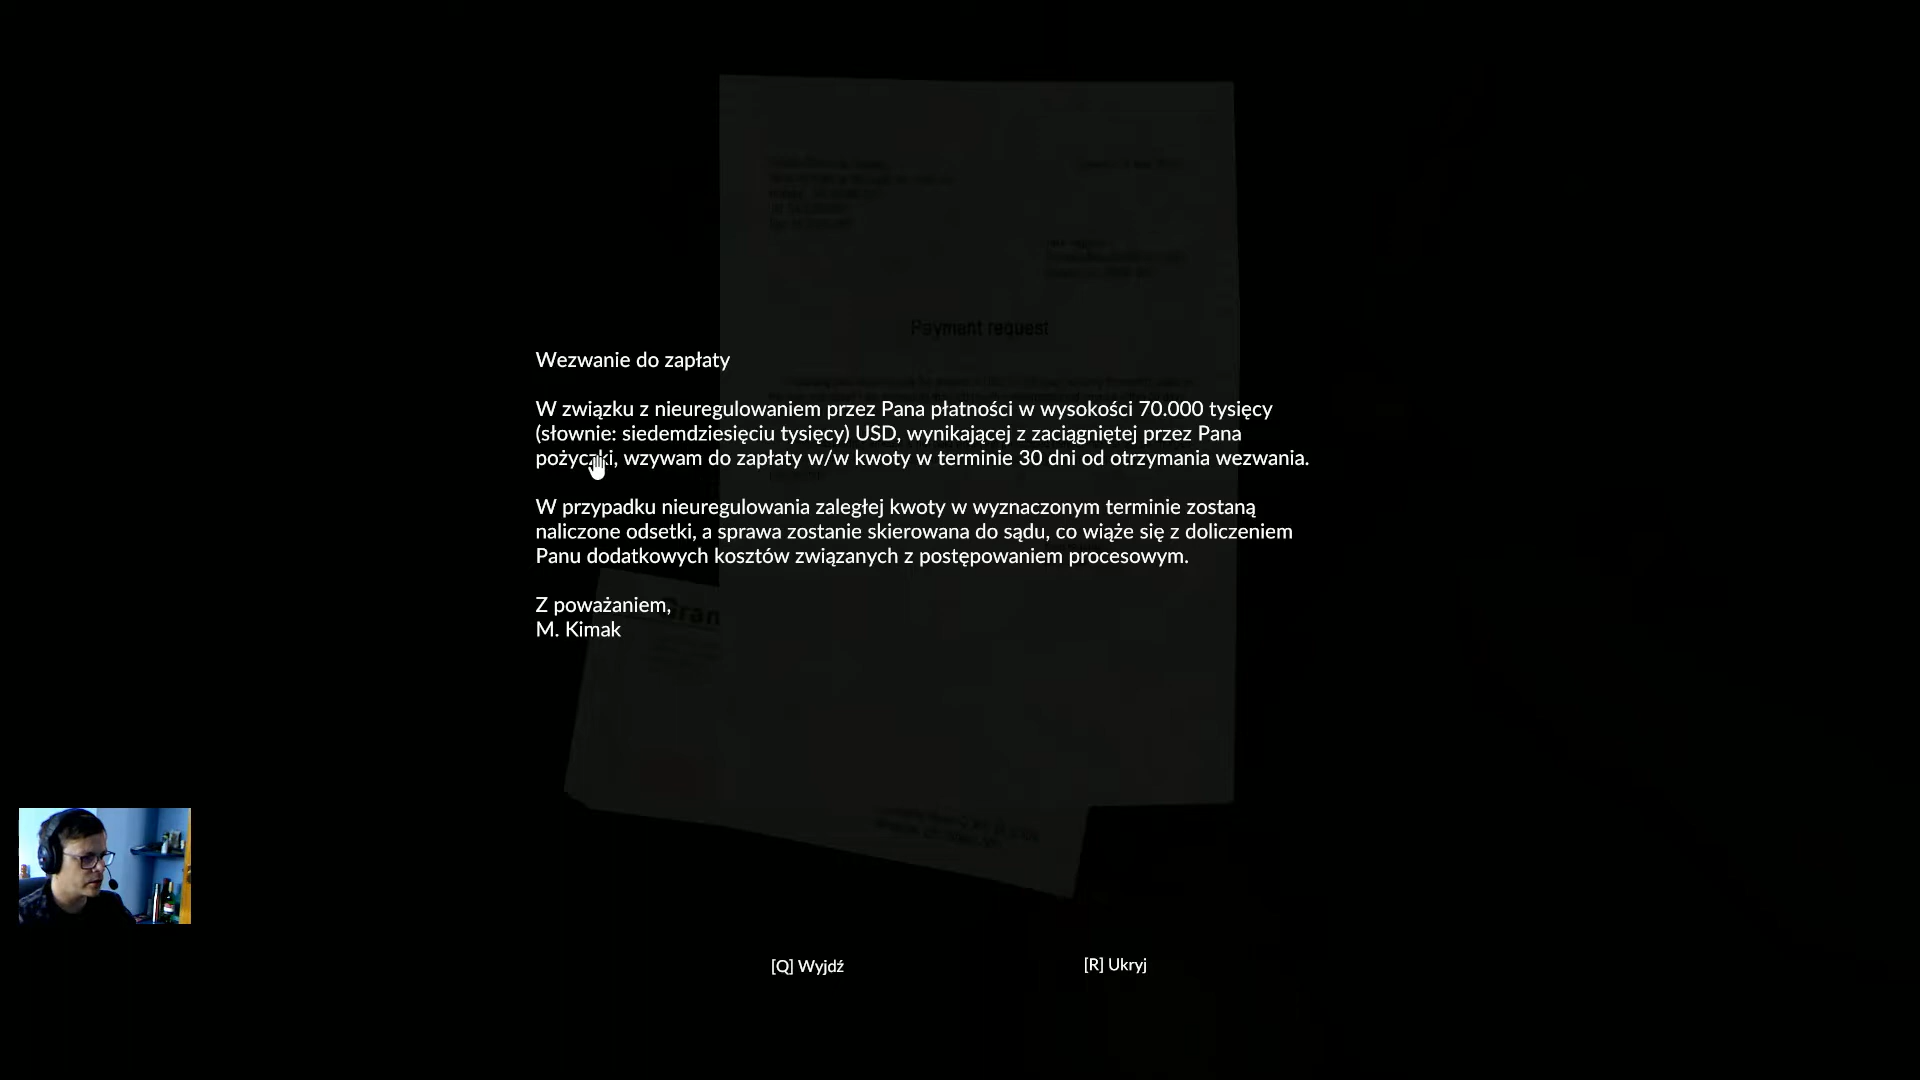 Payment request
Wezwanie do zapłaty
W związku z nieuregulowaniem przez Pana płatności w wysokości 70.000 tysięcy
(słownie: siedemdziesięciu tysięcy) USD, wynikającej z zaciągniętej przez Pana
pożyczki, wzywam do zapłaty w/w kwoty w terminie 30 dni od otrzymania wezwania.
W przypadku nieuregulowania zaległej kwoty w wyznaczonym terminie zostaną
naliczone odsetki, a sprawa zostanie skierowana do sądu, co wiąże się z doliczeniem
Panu dodatkowych kosztów związanych z postępowaniem procesowym.
Z poważaniem,
M. Kimak
[Q] Wyjdź
[R] Ukryj